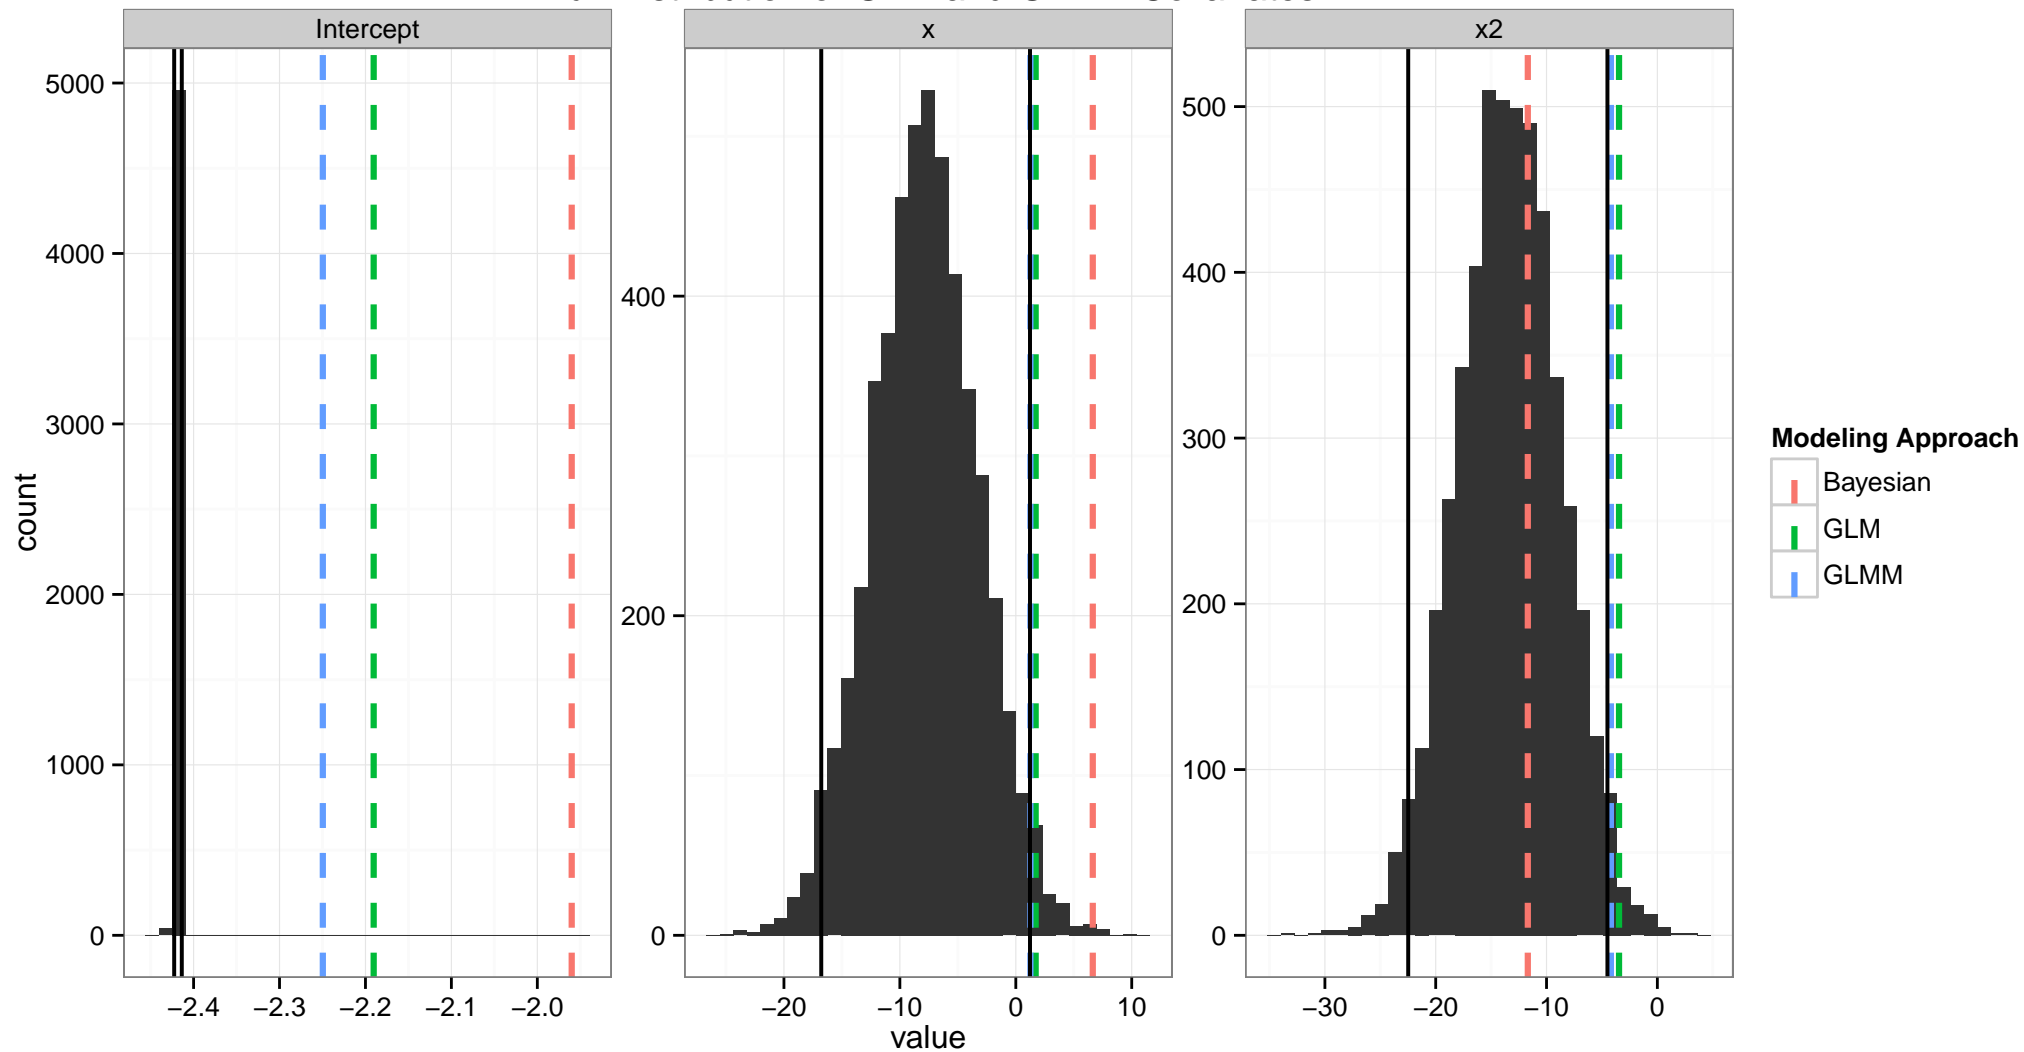 Intercept
x
x2
5000
4000
3000
2000
1000
0
400
200
0
500
400
300
200
100
0
count
−2.4 −2.3 −2.2 −2.1 −2.0
−20 −10 0 10
−30 −20 −10 0
value
Modeling Approach
Bayesian
GLM
GLMM